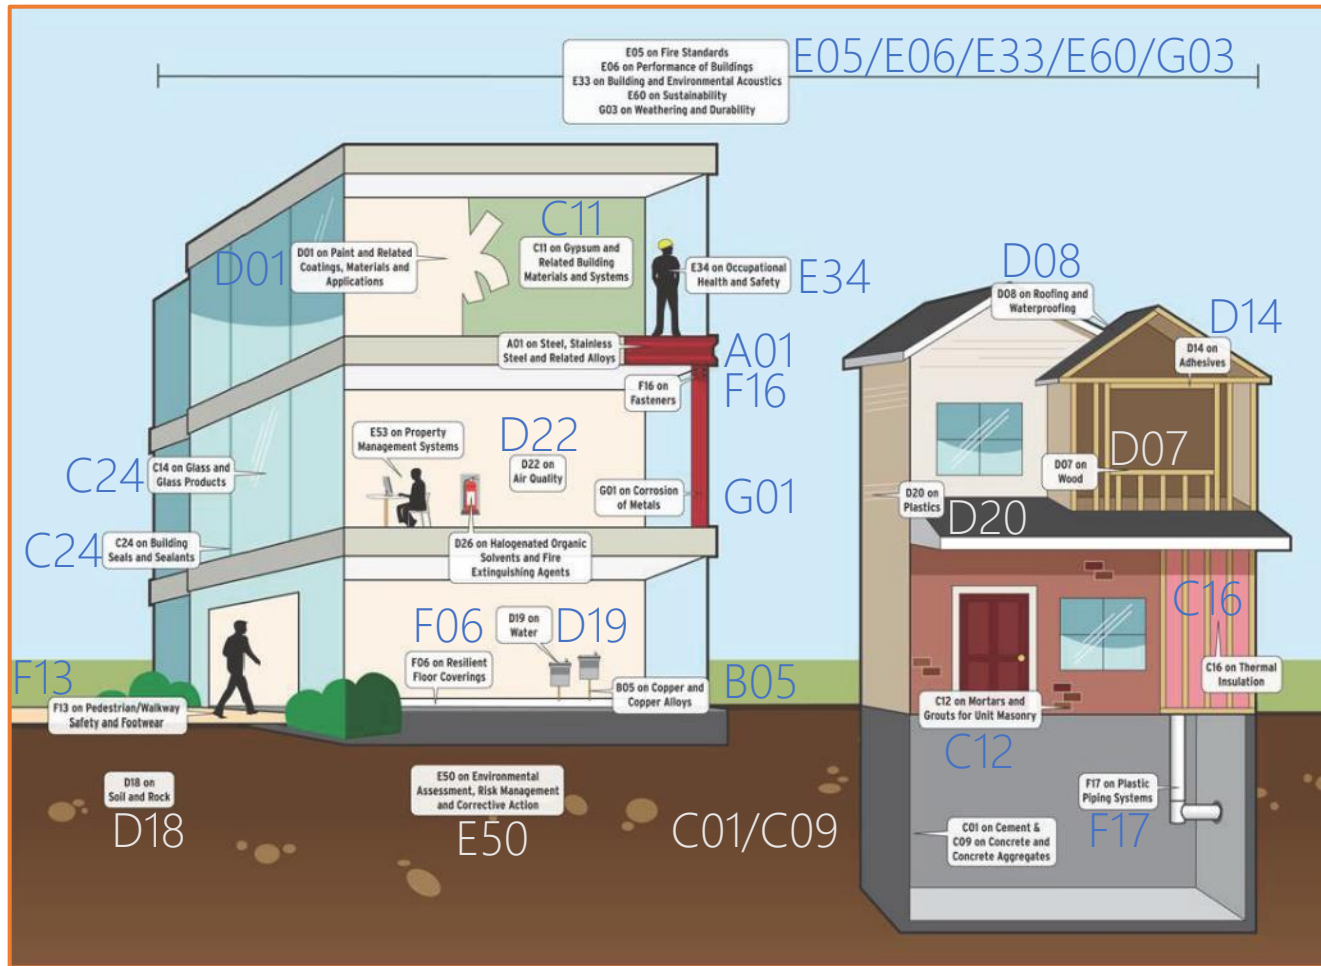 E05 on Fire Standards
E06 on Performance of Buildings
E33 on Building and Environmental Acoustics
E60 on Sustainability
G03 on Weathering and Durability
E05/E06/E33/E60/G03
D01 on Paint and Related
Coatings, Materials and
Applications
D01
C11
C11 on Gypsum and
Related Building
Materials and Systems
E34 on Occupational
Health and Safety
E34
A01 on Steel, Stainless
Steel and Related Alloys
A01
F16 on
Fasteners
F16
E53 on Property
Management Systems
D22
D22 on
Air Quality
C24
C14 on Glass and
Glass Products
G01 on Corrosion
of Metals
G01
C24
C24 on Building
Seals and Sealants
D26 on Halogenated Organic
Solvents and Fire
Extinguishing Agents
F06
F06 on Resilient
Floor Coverings
D19 on
Water
D19
B05 on Copper and
Copper Alloys
B05
F13
F13 on Pedestrian/Walkway
Safety and Footwear
D18 on
Soil and Rock
D18
E50 on Environmental
Assessment, Risk Management
and Corrective Action
E50
D08
D08 on Roofing and
Waterproofing
D14
D14 on
Adhesives
D07
D07 on
Wood
D20 on
Plastics
D20
C16
C16 on Thermal
Insulation
C12 on Mortars and
Grouts for Unit Masonry
C12
F17 on Plastic
Piping Systems
F17
C01/C09
C01 on Cement &
C09 on Concrete and
Concrete Aggregates